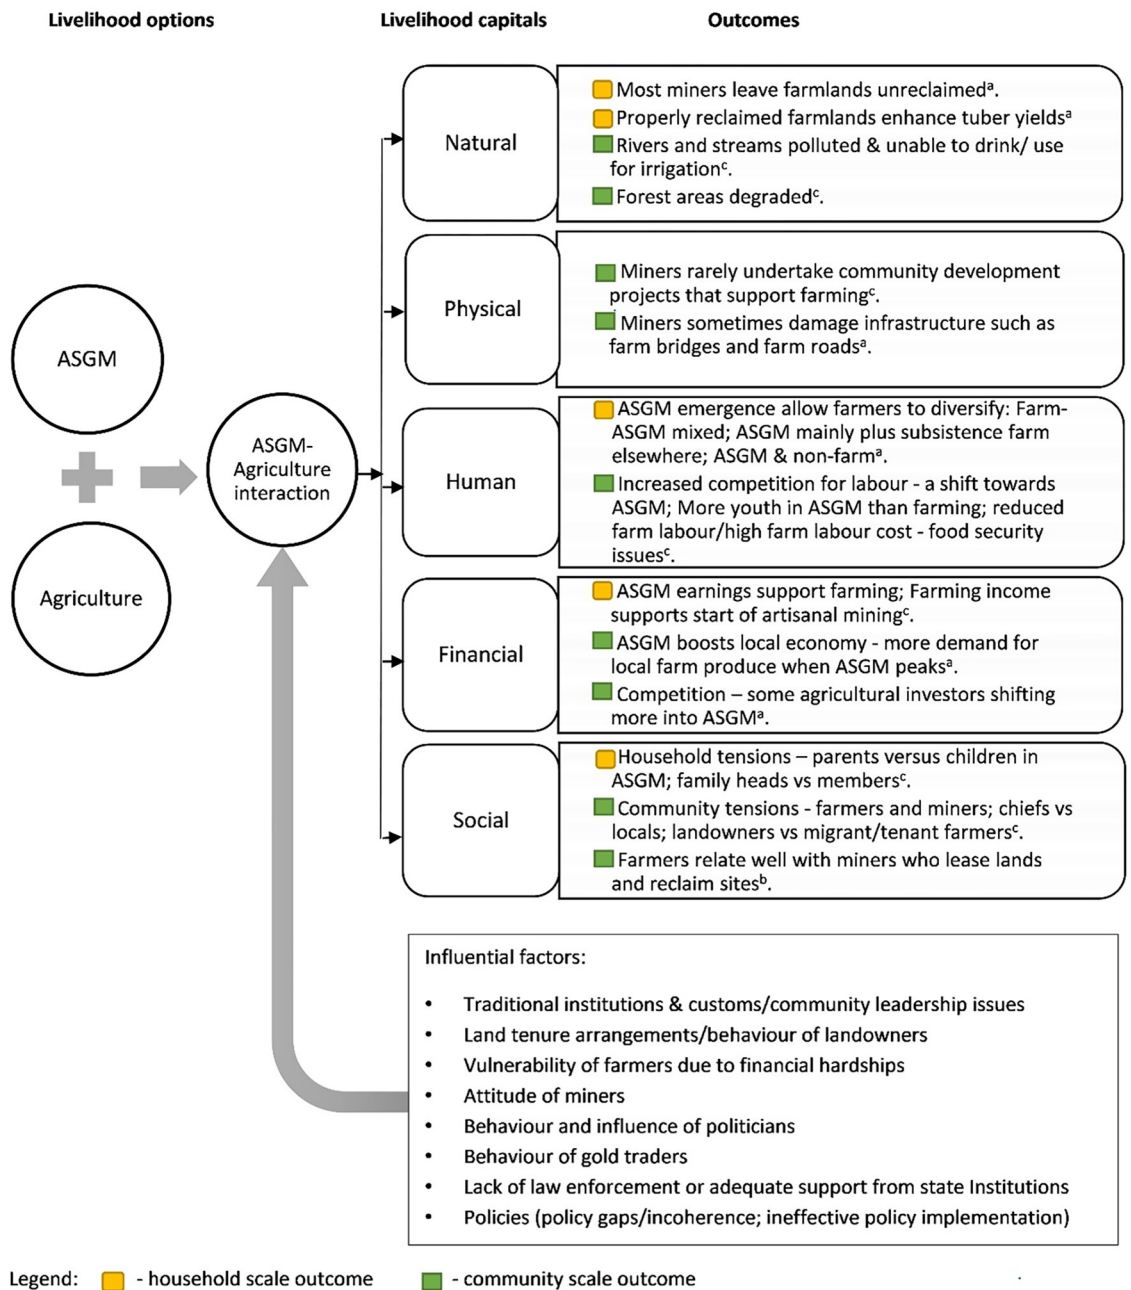 Livelihood options
Livelihood capitals
Outcomes
ASGM
Agriculture
ASGM-
Agriculture
interaction
Natural
Most miners leave farmlands unreclaimedᵃ.
Properly reclaimed farmlands enhance tuber yieldsᵃ
Rivers and streams polluted & unable to drink/ use
for irrigationᶜ.
Forest areas degradedᶜ.
Physical
Miners rarely undertake community development
projects that support farmingᶜ.
Miners sometimes damage infrastructure such as
farm bridges and farm roadsᵃ.
Human
ASGM emergence allow farmers to diversify: Farm-
ASGM mixed; ASGM mainly plus subsistence farm
elsewhere; ASGM & non-farmᵃ.
Increased competition for labour - a shift towards
ASGM; More youth in ASGM than farming; reduced
farm labour/high farm labour cost - food security
issuesᶜ.
Financial
ASGM earnings support farming; Farming income
supports start of artisanal miningᶜ.
ASGM boosts local economy - more demand for
local farm produce when ASGM peaksᵃ.
Competition – some agricultural investors shifting
more into ASGMᵃ.
Social
Household tensions – parents versus children in
ASGM; family heads vs membersᶜ.
Community tensions - farmers and miners; chiefs vs
locals; landowners vs migrant/tenant farmersᶜ.
Farmers relate well with miners who lease lands
and reclaim sitesᵇ.
Influential factors:
• Traditional institutions & customs/community leadership issues
• Land tenure arrangements/behaviour of landowners
• Vulnerability of farmers due to financial hardships
• Attitude of miners
• Behaviour and influence of politicians
• Behaviour of gold traders
• Lack of law enforcement or adequate support from state Institutions
• Policies (policy gaps/incoherence; ineffective policy implementation)
Legend: - household scale outcome - community scale outcome